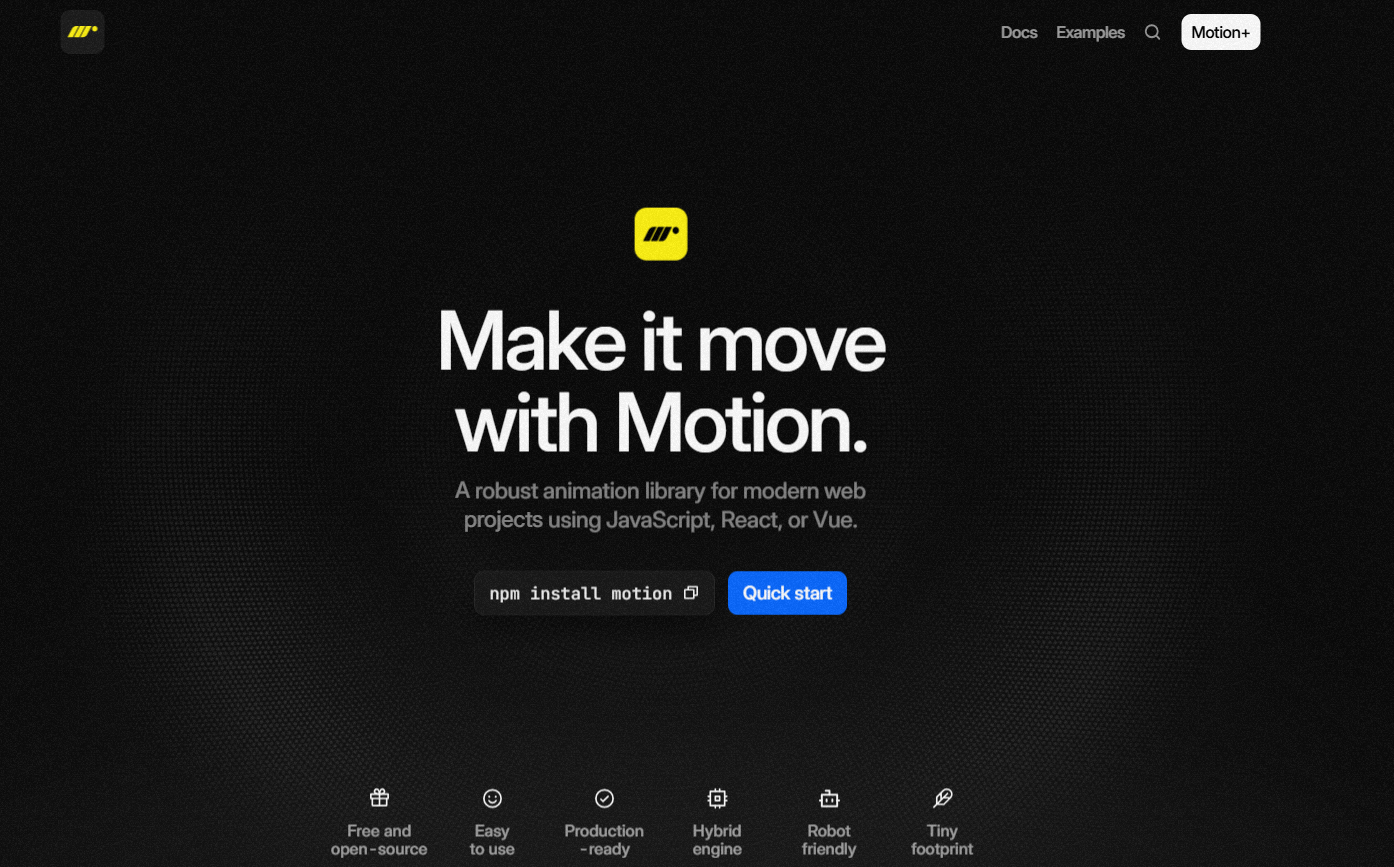 Docs Examples Motion+
Make it move
with Motion.
A robust animation library for modern web
projects using JavaScript, React, or Vue.
npm install motion Quick start
Free and Easy Production Hybrid Robot Tiny
open-source to use -ready engine friendly footprint